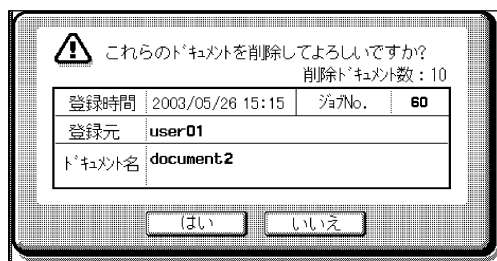 これらのﾄﾞｷｭﾒﾝﾄを削除してよろしいですか?
削除ﾄﾞｷｭﾒﾝﾄ数:10
登録時間 2003/05/26 15:15 ｼﾞｮﾌﾞNo. 60
登録元 user01
ﾄﾞｷｭﾒﾝﾄ名 document2
はい いいえ